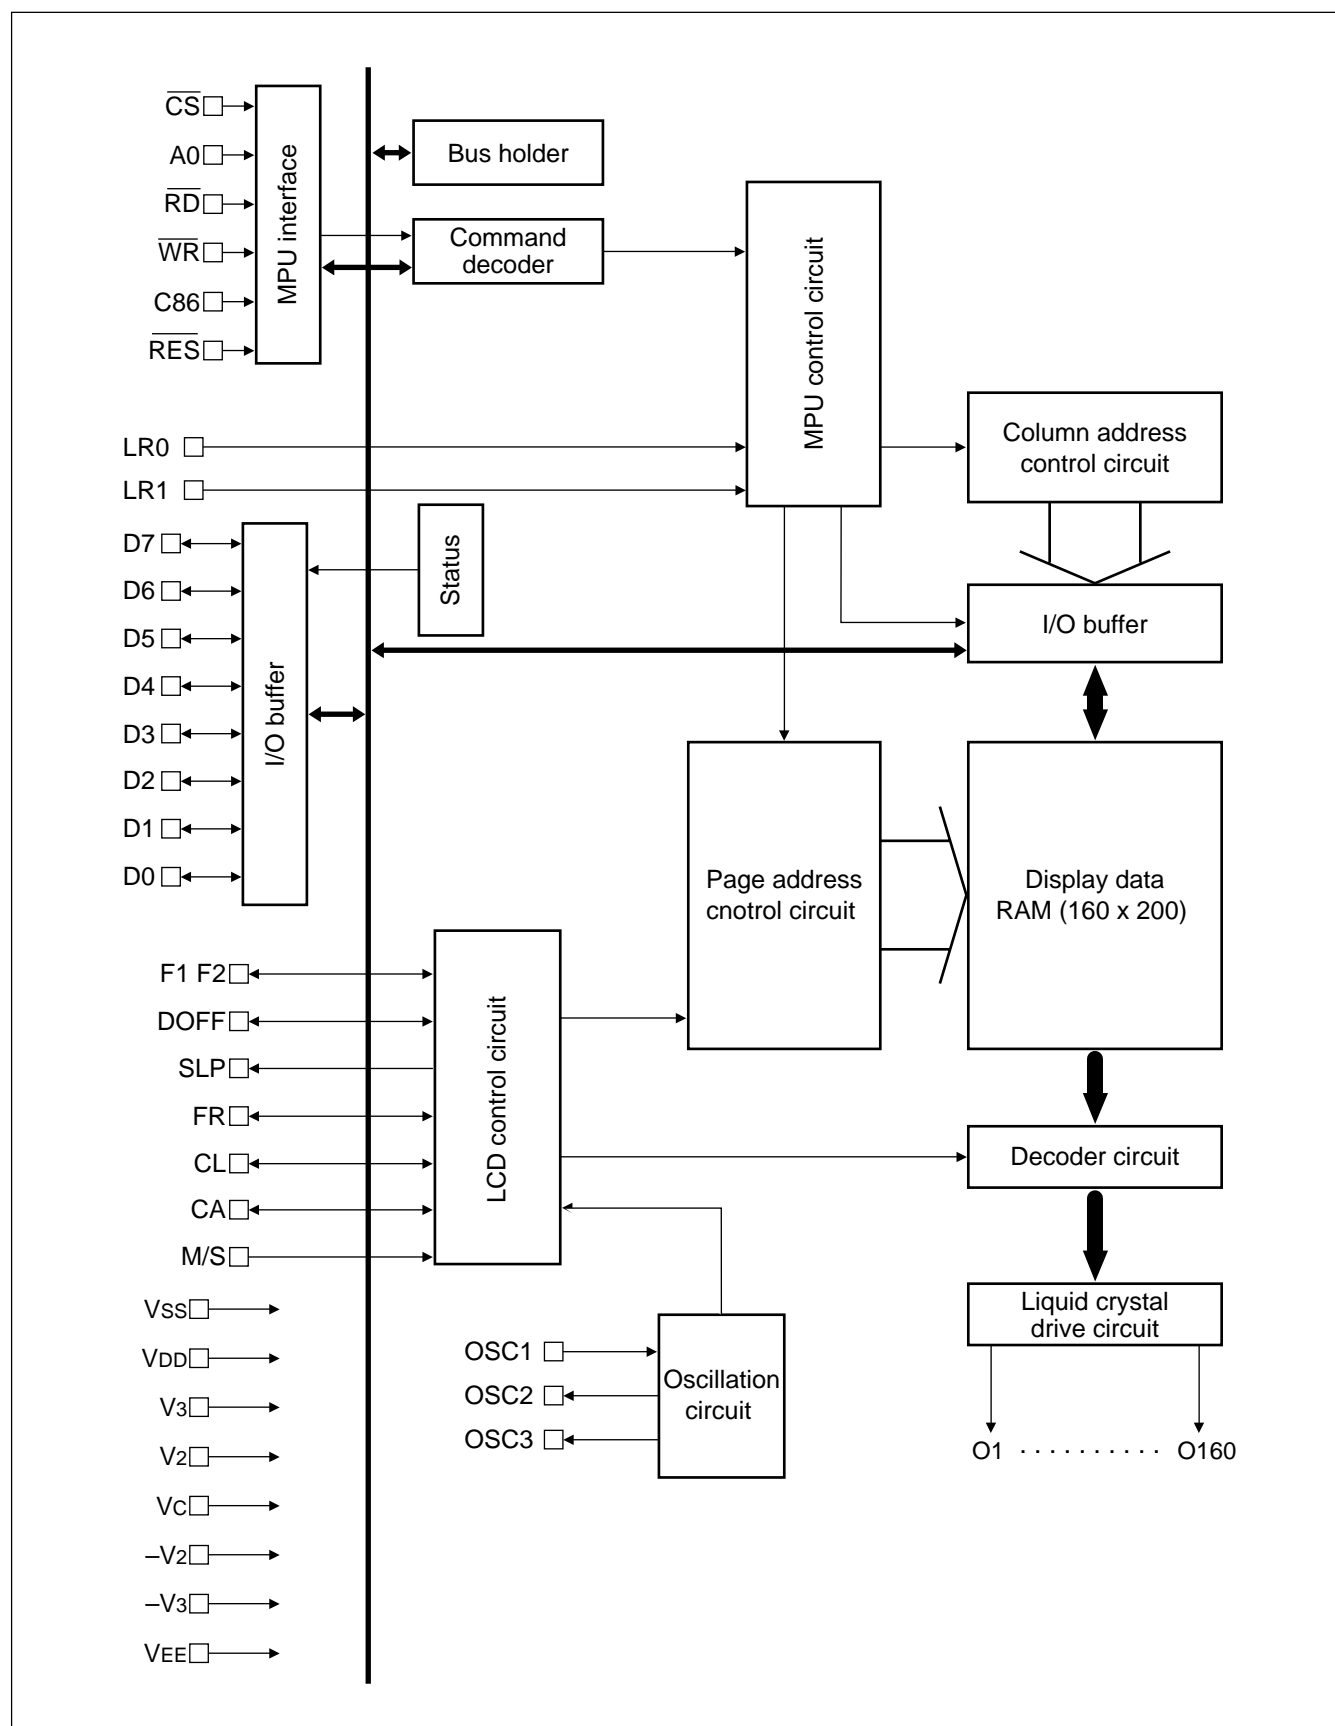 CS
A0
RD
WR
C86
RES
MPU interface
Bus holder
Command
decoder
MPU control circuit
LR0
LR1
Column address
control circuit
D7
D6
D5
D4
D3
D2
D1
D0
I/O buffer
Status
I/O buffer
Page address
cnotrol circuit
Display data
RAM (160 x 200)
F1 F2
DOFF
SLP
FR
CL
CA
M/S
LCD control circuit
Decoder circuit
Liquid crystal
drive circuit
VSS
VDD
V3
V2
VC
–V2
–V3
VEE
OSC1
OSC2
OSC3
Oscillation
circuit
O1 · · · · · · · · · · O160